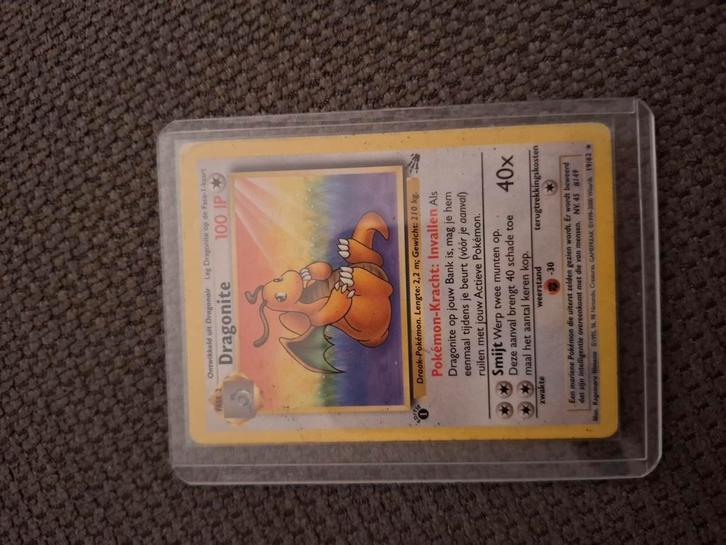 Ontwikkeld uit Dragonair Leg Dragonite op de Fase-1-kaart
FASE 2
Dragonite 100 IP
Draak-Pokémon. Lengte: 2,2 m; Gewicht: 210 kg.
Pokémon-Kracht: Invallen Als
Dragonite op jouw Bank is, mag je hem
eenmaal tijdens je beurt (vóór je aanval)
ruilen met jouw Actieve Pokémon.
Smijt Werp twee munten op.
Deze aanval brengt 40 schade toe
maal het aantal keren kop.
40x
zwakte weerstand terugtrekkingskosten
-30
Een mariene Pokémon die uiterst zelden gezien wordt. Er wordt beweerd
dat zijn intelligentie overeenkomt met die van mensen. NV. 45 #149
19/62